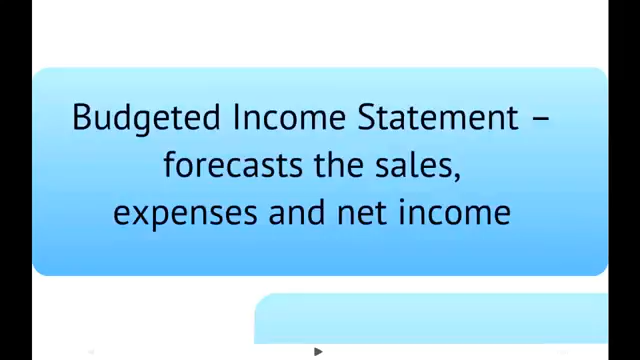 Budgeted Income Statement –
forecasts the sales,
expenses and net income